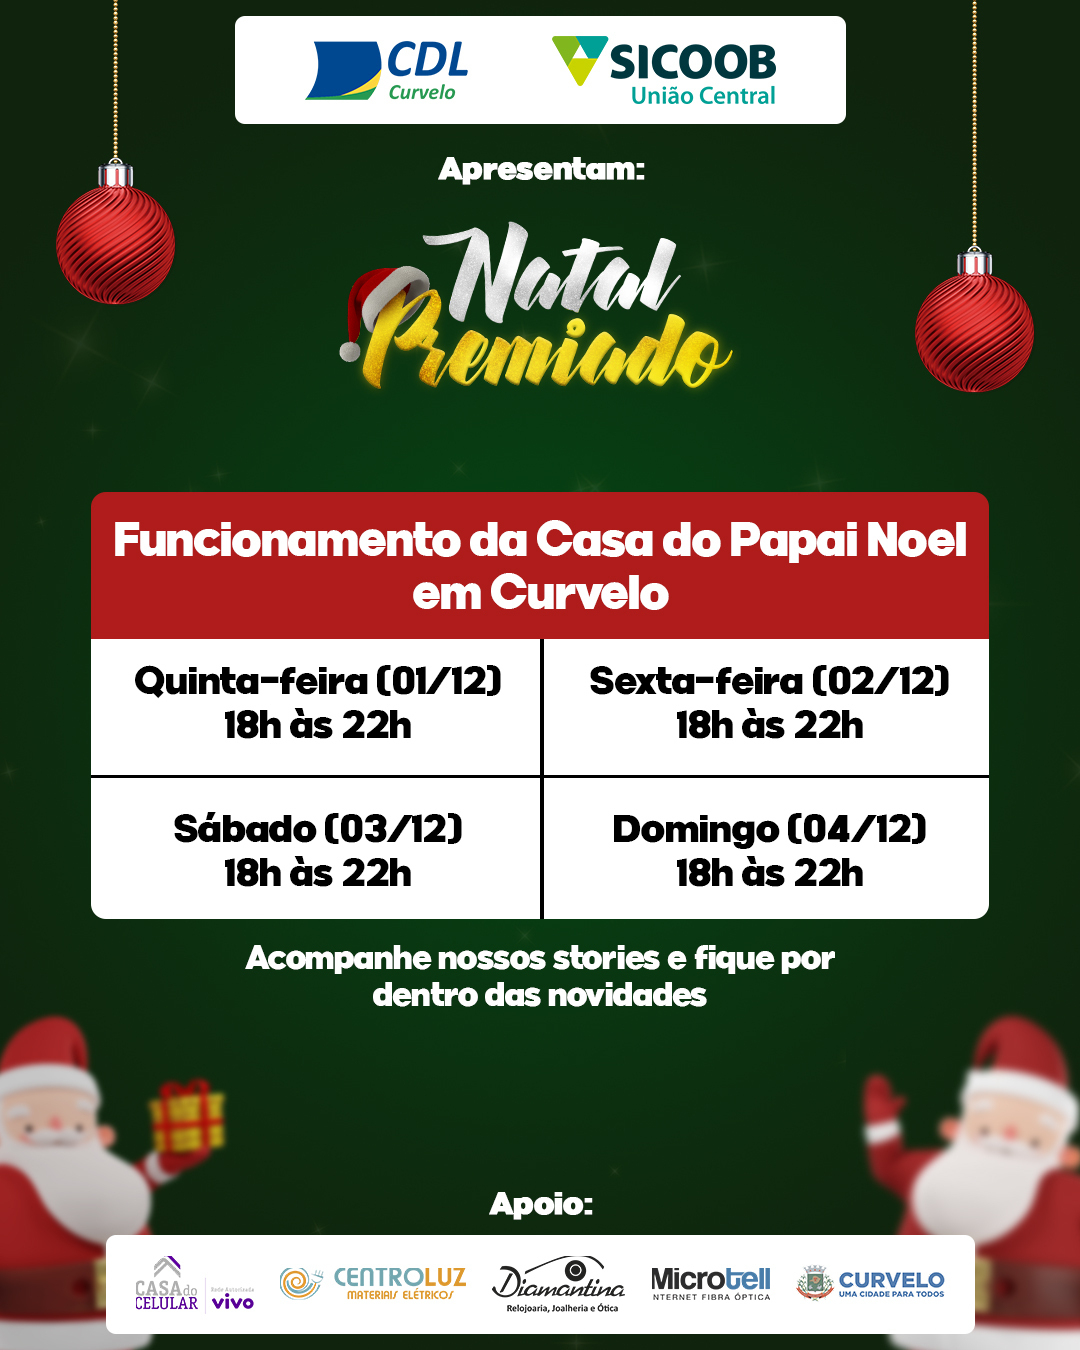 CDL
Curvelo
SICOOB
União Central
Apresentam:
Natal
Premiado
Funcionamento da Casa do Papai Noel
em Curvelo
Quinta-feira (01/12)
18h às 22h
Sexta-feira (02/12)
18h às 22h
Sábado (03/12)
18h às 22h
Domingo (04/12)
18h às 22h
Acompanhe nossos stories e fique por
dentro das novidades
Apoio:
CASA do
CELULAR
Rede Autorizada
vivo
CENTROLUZ
MATERIAIS ELÉTRICOS
Diamantina
Relojoaria, Joalheria e Ótica
Microtell
NTERNET FIBRA ÓPTICA
CURVELO
UMA CIDADE PARA TODOS